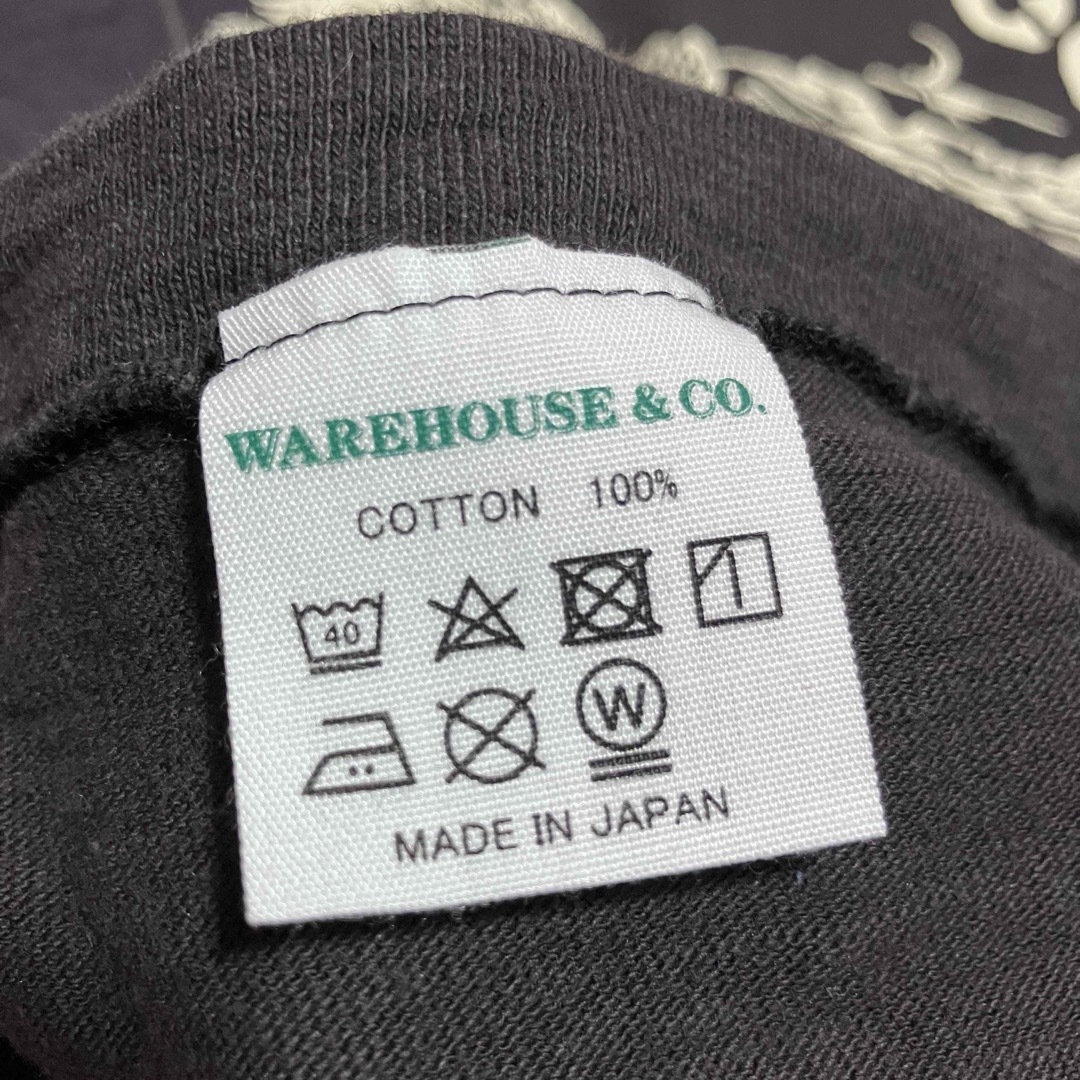 WAREHOUSE & CO.
COTTON 100%
40
W
MADE IN JAPAN